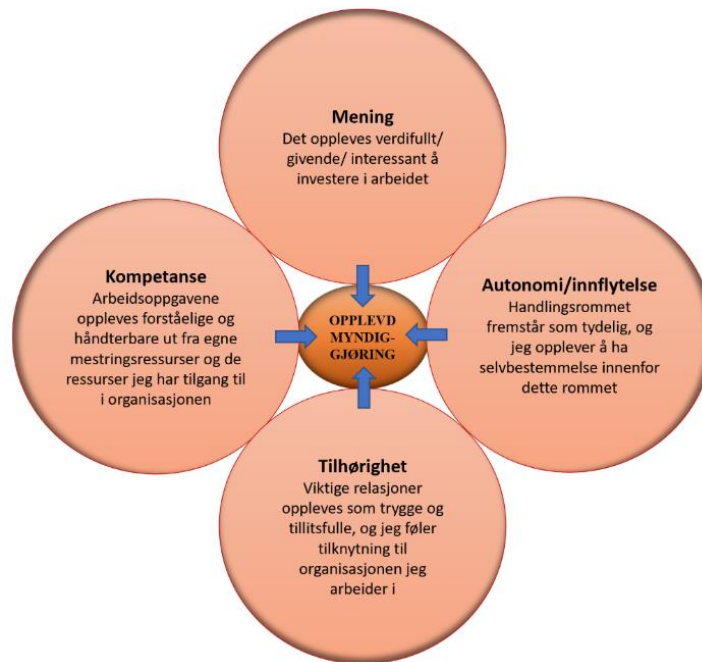 Mening
Det oppleves verdifullt/
givende/ interessant å
investere i arbeidet
Kompetanse
Arbeidsoppgavene
oppleves forståelige og
håndterbare ut fra egne
mestringsressurser og de
ressurser jeg har tilgang til
i organisasjonen
OPPLEVD
MYNDIG-
GJØRING
Autonomi/innflytelse
Handlingsrommet
fremstår som tydelig, og
jeg opplever å ha
selvbestemmelse innenfor
dette rommet
Tilhørighet
Viktige relasjoner
oppleves som trygge og
tillitsfulle, og jeg føler
tilknytning til
organisasjonen jeg
arbeider i